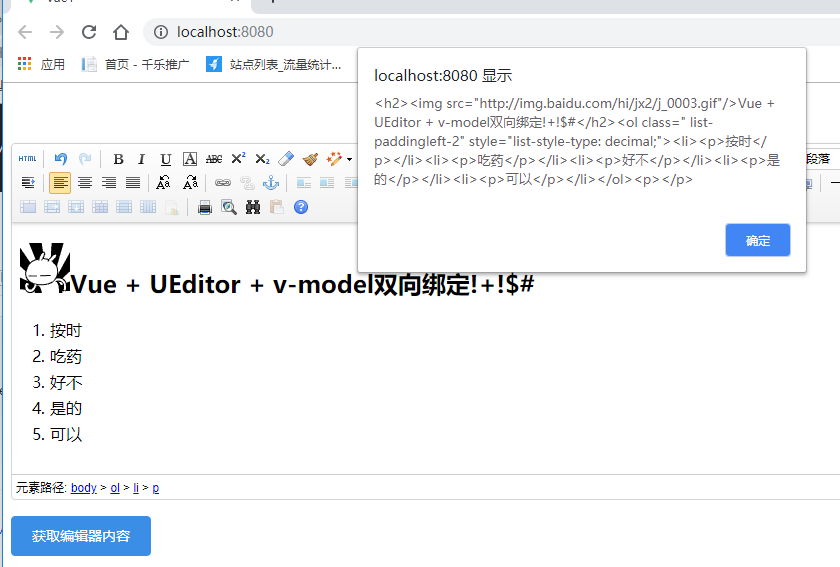 localhost:8080
应用 首页 - 千乐推广 站点列表_流量统计...
localhost:8080 显示
<h2><img src="http://img.baidu.com/hi/jx2/j_0003.gif"/>Vue +
UEditor + v-model双向绑定!+!$#</h2><ol class=" list-
paddingleft-2" style="list-style-type: decimal;"><li><p>按时</
p></li><li><p>吃药</p></li><li><p>好不</p></li><li><p>是
的</p></li><li><p>可以</p></li></ol><p></p>
确定
HTML B I U A ABC X² X₂
段落
Vue + UEditor + v-model双向绑定!+!$#
1. 按时
2. 吃药
3. 好不
4. 是的
5. 可以
元素路径: body > ol > li > p
获取编辑器内容